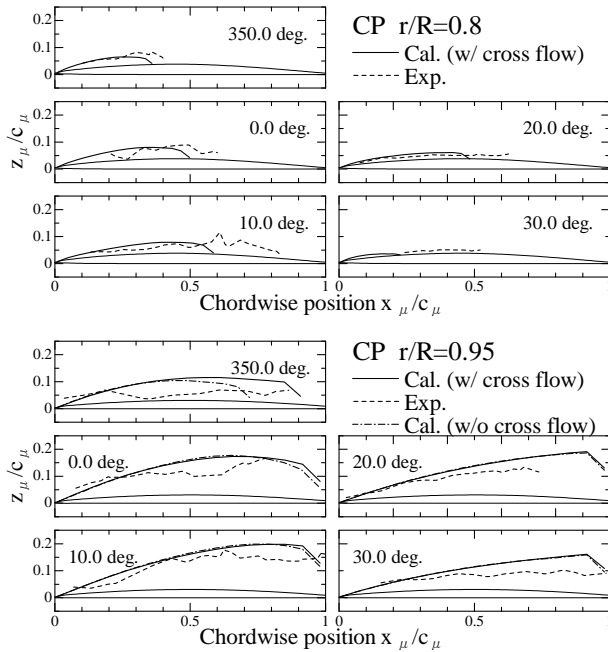 CP r/R=0.8
Cal. (w/ cross flow)
Exp.
0.2
0.1
0
350.0 deg.
z μ/c μ
0.2
0.1
0
0.0 deg.
20.0 deg.
0.2
0.1
0
10.0 deg.
30.0 deg.
0 0.5 1 0.5 1
Chordwise position x μ/c μ
CP r/R=0.95
Cal. (w/ cross flow)
Exp.
Cal. (w/o cross flow)
0.2
0.1
0
350.0 deg.
z μ/c μ
0.2
0.1
0
0.0 deg.
20.0 deg.
0.2
0.1
0
10.0 deg.
30.0 deg.
0 0.5 1 0.5 1
Chordwise position x μ/c μ